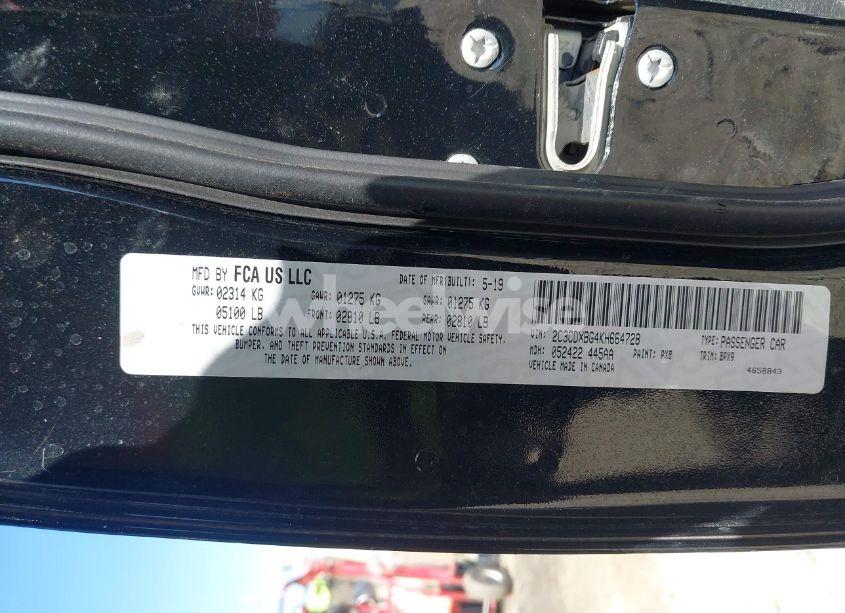 MFD BY FCA US LLC DATE OF MFR(BUILT): 5-19
GVWR: 02314 KG GAWR: 01275 KG GAWR: 01275 KG
05100 LB FRONT: 02810 LB REAR: 02810 LB
THIS VEHICLE CONFORMS TO ALL APPLICABLE U.S.A. FEDERAL MOTOR VEHICLE SAFETY,
BUMPER, AND THEFT PREVENTION STANDARDS IN EFFECT ON
THE DATE OF MANUFACTURE SHOWN ABOVE.
VIN: 2C3CDXBG4KH664728 TYPE: PASSENGER CAR
MDH: 052422 445AA PAINT: PX8 TRIM: BPX9
VEHICLE MADE IN CANADA 4658843
wheelwise